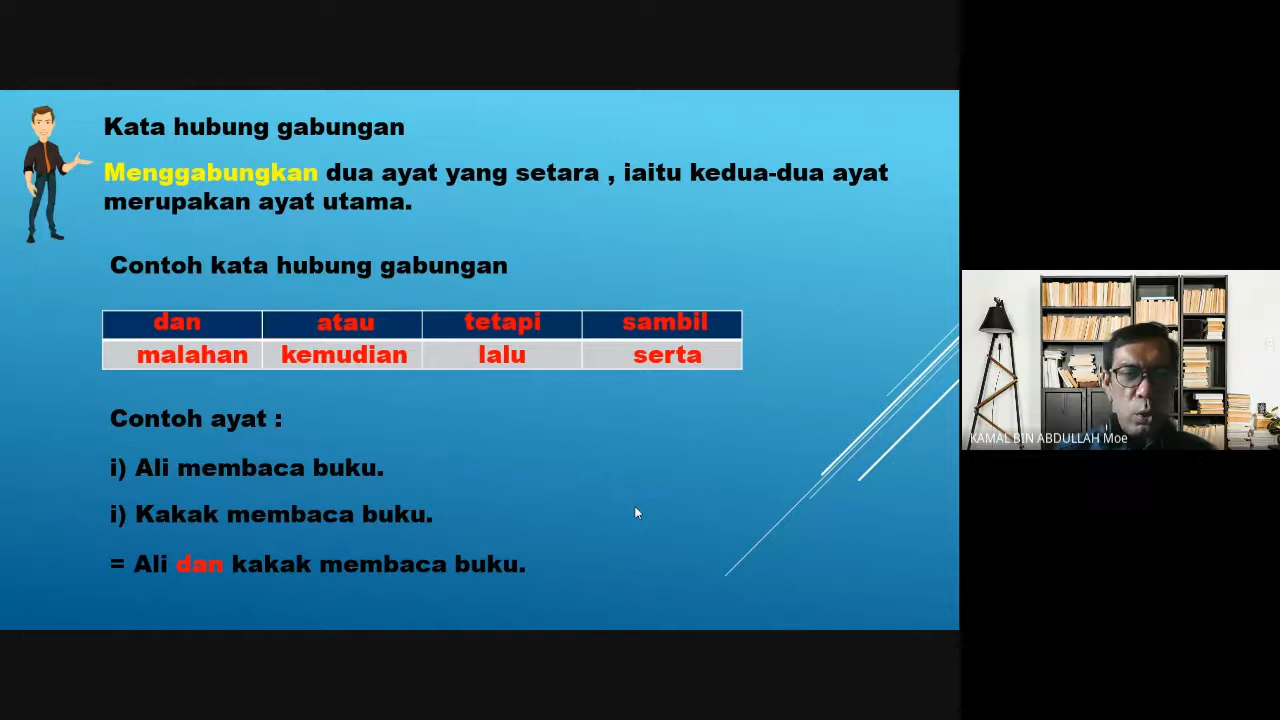 Kata hubung gabungan
Menggabungkan dua ayat yang setara , iaitu kedua-dua ayat
merupakan ayat utama.
Contoh kata hubung gabungan
dan atau tetapi sambil
malahan kemudian lalu serta
Contoh ayat :
i) Ali membaca buku.
i) Kakak membaca buku.
= Ali dan kakak membaca buku.
KAMAL BIN ABDULLAH Moe